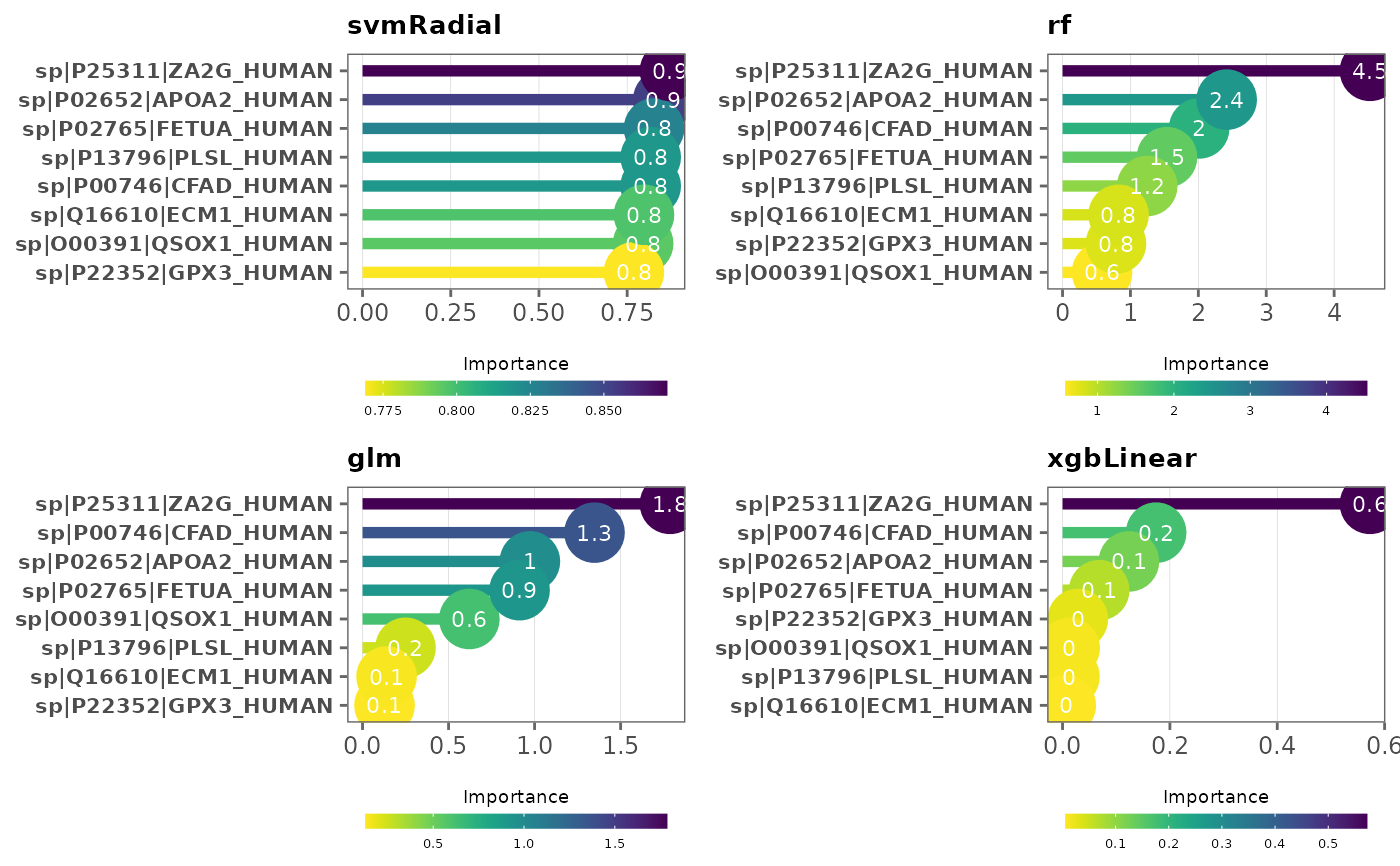 svmRadial
sp|P25311|ZA2G_HUMAN 0.9
sp|P02652|APOA2_HUMAN 0.9
sp|P02765|FETUA_HUMAN 0.8
sp|P13796|PLSL_HUMAN 0.8
sp|P00746|CFAD_HUMAN 0.8
sp|Q16610|ECM1_HUMAN 0.8
sp|O00391|QSOX1_HUMAN 0.8
sp|P22352|GPX3_HUMAN 0.8
0.00 0.25 0.50 0.75
Importance
0.775 0.800 0.825 0.850
rf
sp|P25311|ZA2G_HUMAN 4.5
sp|P02652|APOA2_HUMAN 2.4
sp|P00746|CFAD_HUMAN 2
sp|P02765|FETUA_HUMAN 1.5
sp|P13796|PLSL_HUMAN 1.2
sp|Q16610|ECM1_HUMAN 0.8
sp|P22352|GPX3_HUMAN 0.8
sp|O00391|QSOX1_HUMAN 0.6
0 1 2 3 4
Importance
1 2 3 4
glm
sp|P25311|ZA2G_HUMAN 1.8
sp|P00746|CFAD_HUMAN 1.3
sp|P02652|APOA2_HUMAN 1
sp|P02765|FETUA_HUMAN 0.9
sp|O00391|QSOX1_HUMAN 0.6
sp|P13796|PLSL_HUMAN 0.2
sp|Q16610|ECM1_HUMAN 0.1
sp|P22352|GPX3_HUMAN 0.1
0.0 0.5 1.0 1.5
Importance
0.5 1.0 1.5
xgbLinear
sp|P25311|ZA2G_HUMAN 0.6
sp|P00746|CFAD_HUMAN 0.2
sp|P02652|APOA2_HUMAN 0.1
sp|P02765|FETUA_HUMAN 0.1
sp|P22352|GPX3_HUMAN 0
sp|O00391|QSOX1_HUMAN 0
sp|P13796|PLSL_HUMAN 0
sp|Q16610|ECM1_HUMAN 0
0.0 0.2 0.4 0.6
Importance
0.1 0.2 0.3 0.4 0.5